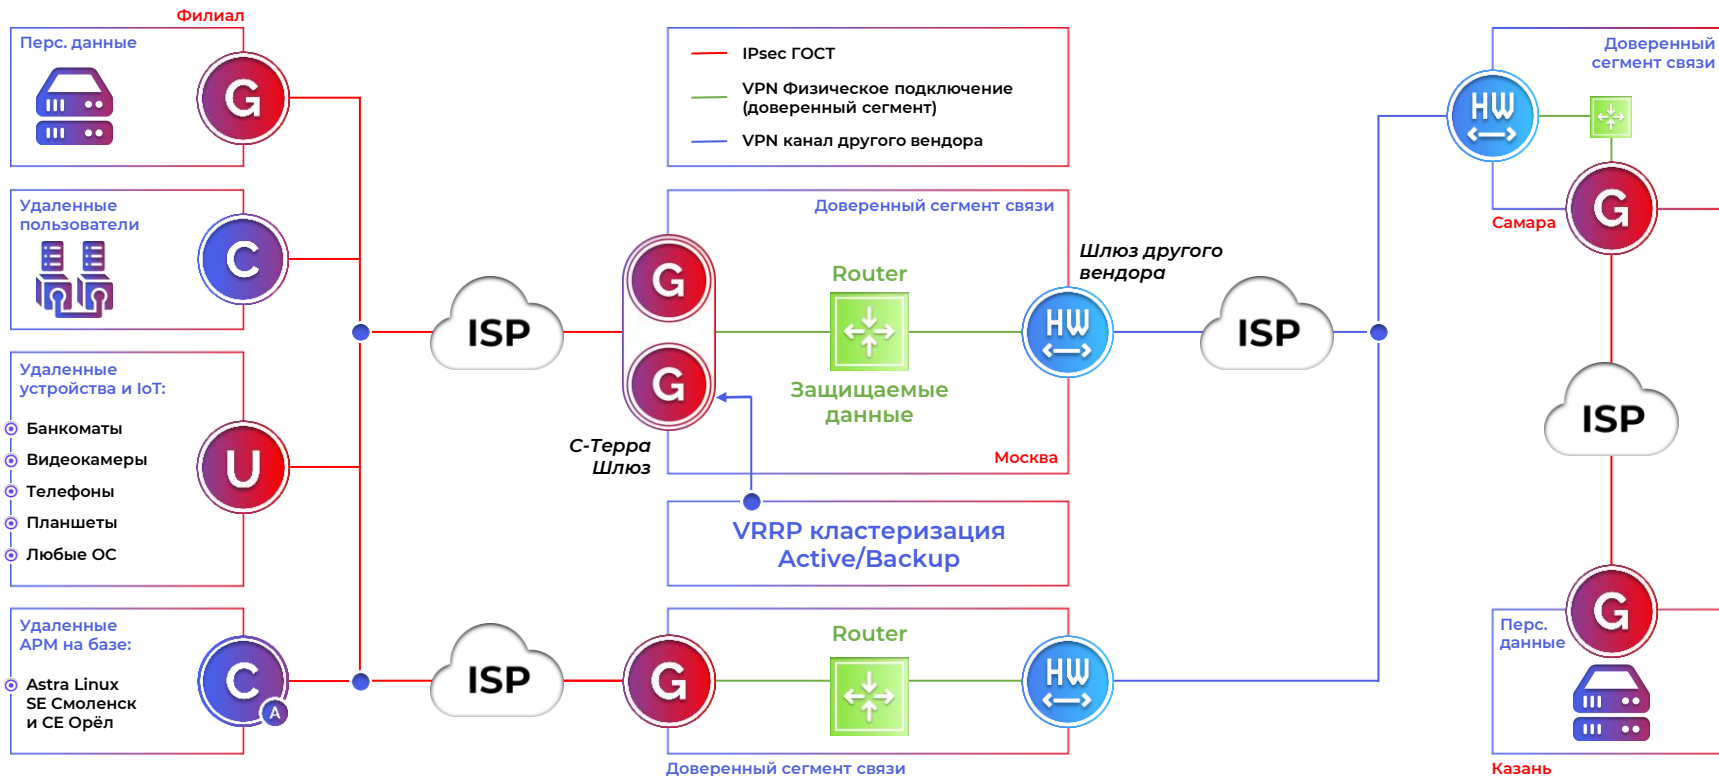 Филиал
Перс. данные
G
Удаленные
пользователи
C
Удаленные
устройства и IoT:
Банкоматы
Видеокамеры
Телефоны
Планшеты
Любые ОС
U
Удаленные
АРМ на базе:
Astra Linux
SE Смоленск
и CE Орёл
C
A
ISP
ISP
IPsec ГОСТ
VPN Физическое подключение
(доверенный сегмент)
VPN канал другого вендора
Доверенный сегмент связи
G
G
С-Терра
Шлюз
Router
Защищаемые
данные
HW
Шлюз другого
вендора
Москва
VRRP кластеризация
Active/Backup
G
Router
HW
Доверенный сегмент связи
ISP
Доверенный
сегмент связи
HW
G
Самара
ISP
G
Перс.
данные
Казань